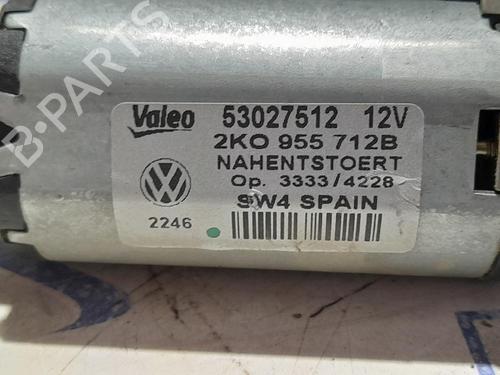 B-PARTS
Valeo 53027512 12V
2K0 955 712B
NAHENTSTOERT
Op. 3333/4228
SW4 SPAIN
2246